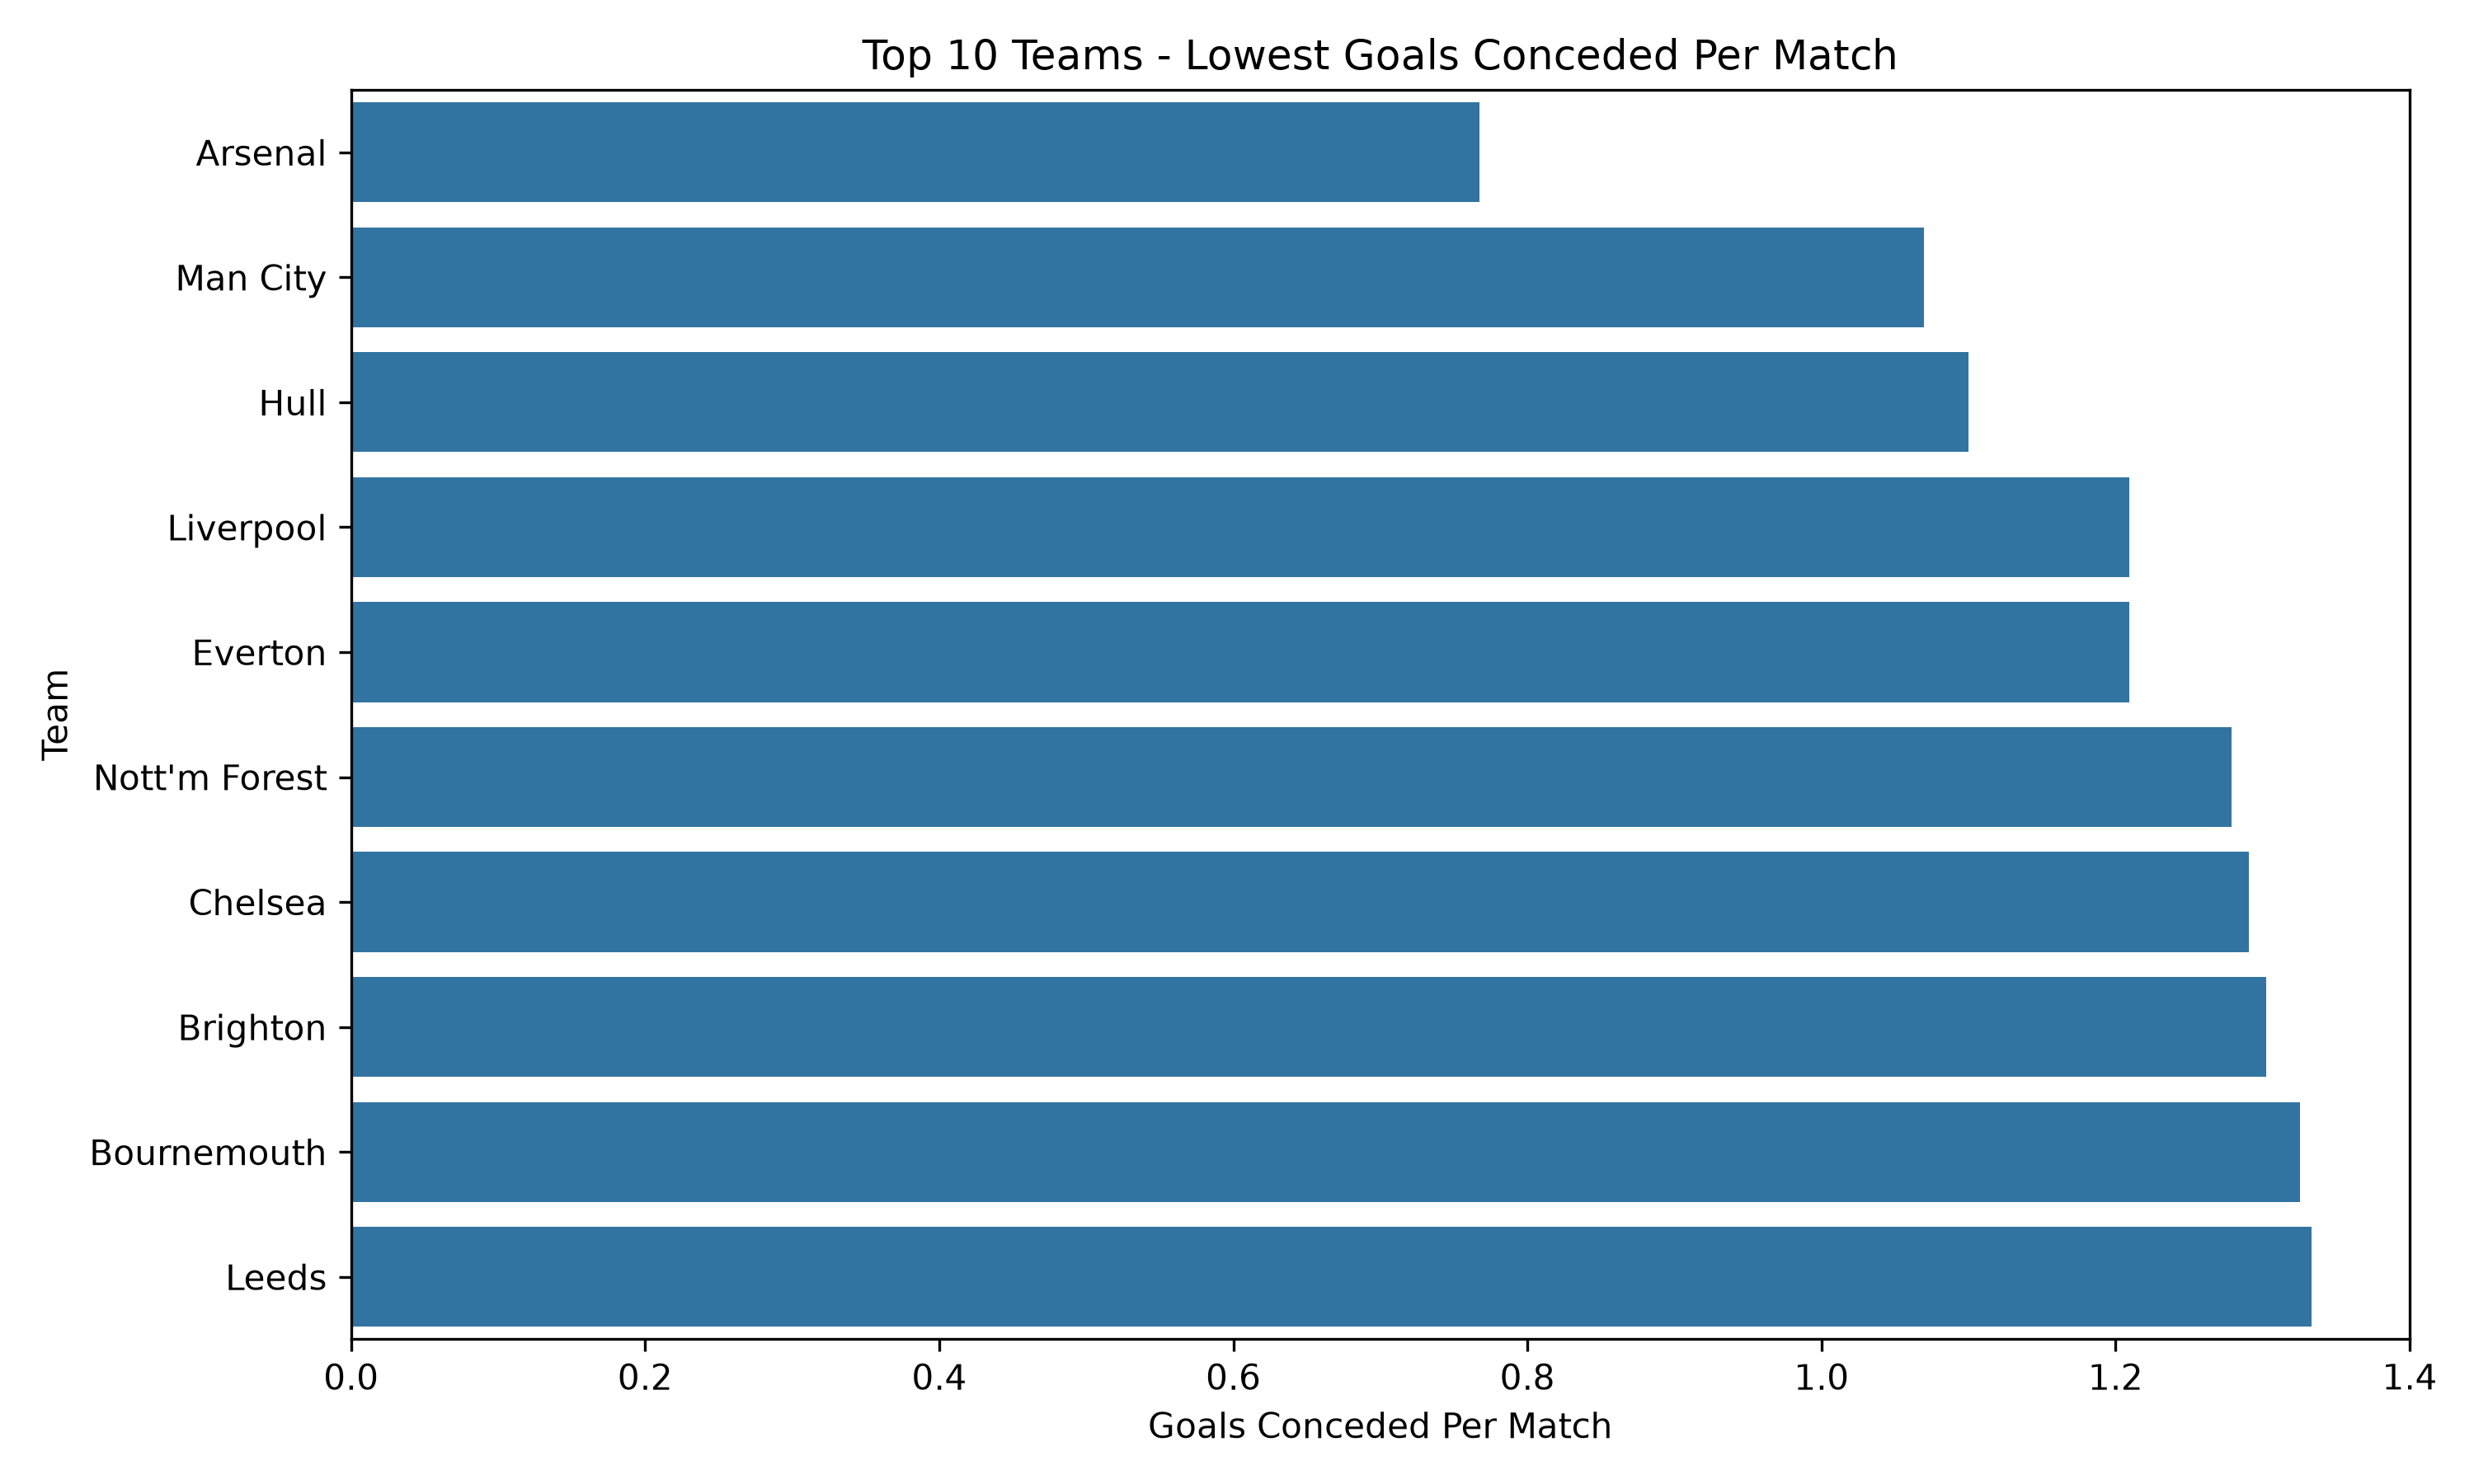 Top 10 Teams - Lowest Goals Conceded Per Match
Team
Arsenal
Man City
Hull
Liverpool
Everton
Nott'm Forest
Chelsea
Brighton
Bournemouth
Leeds
0.0 0.2 0.4 0.6 0.8 1.0 1.2 1.4
Goals Conceded Per Match